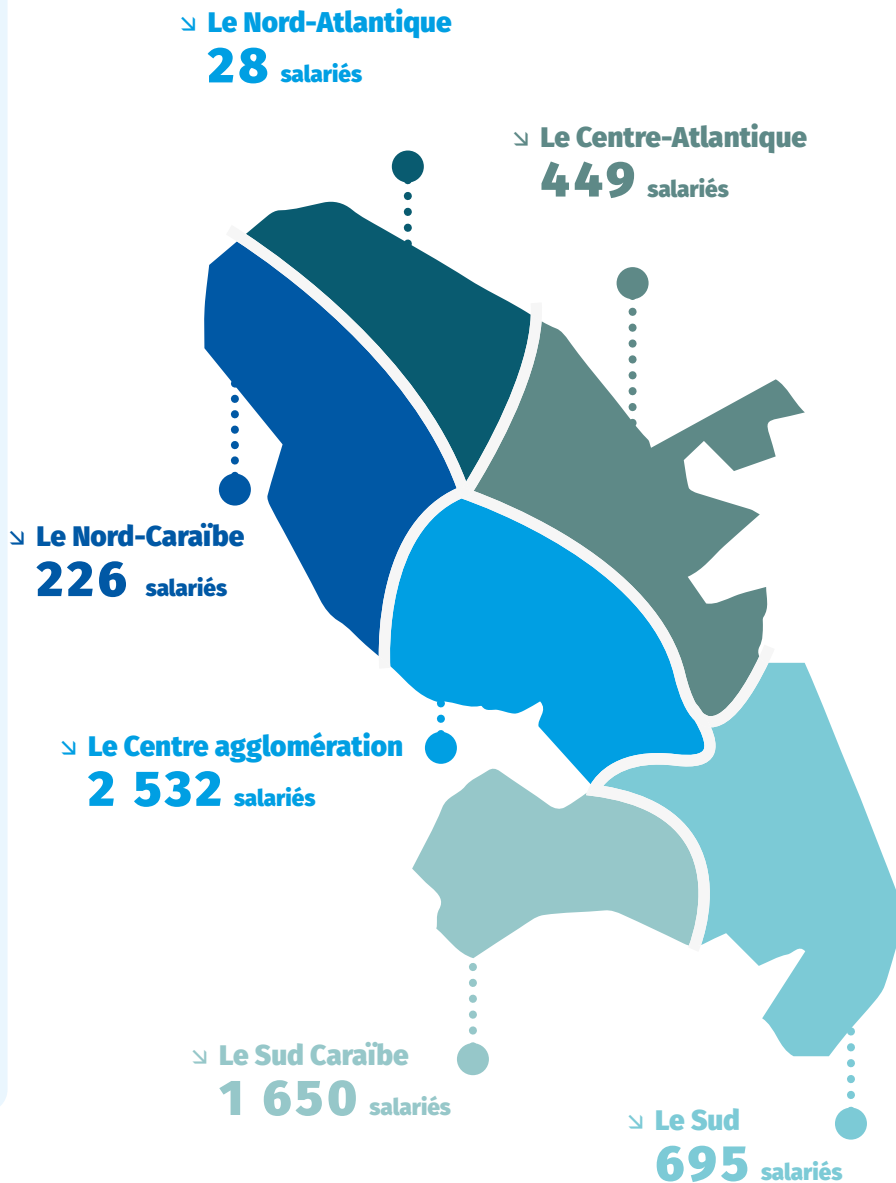 Le Nord-Atlantique
28 salariés
Le Centre-Atlantique
449 salariés
Le Nord-Caraïbe
226 salariés
Le Centre agglomération
2 532 salariés
Le Sud Caraïbe
1 650 salariés
Le Sud
695 salariés